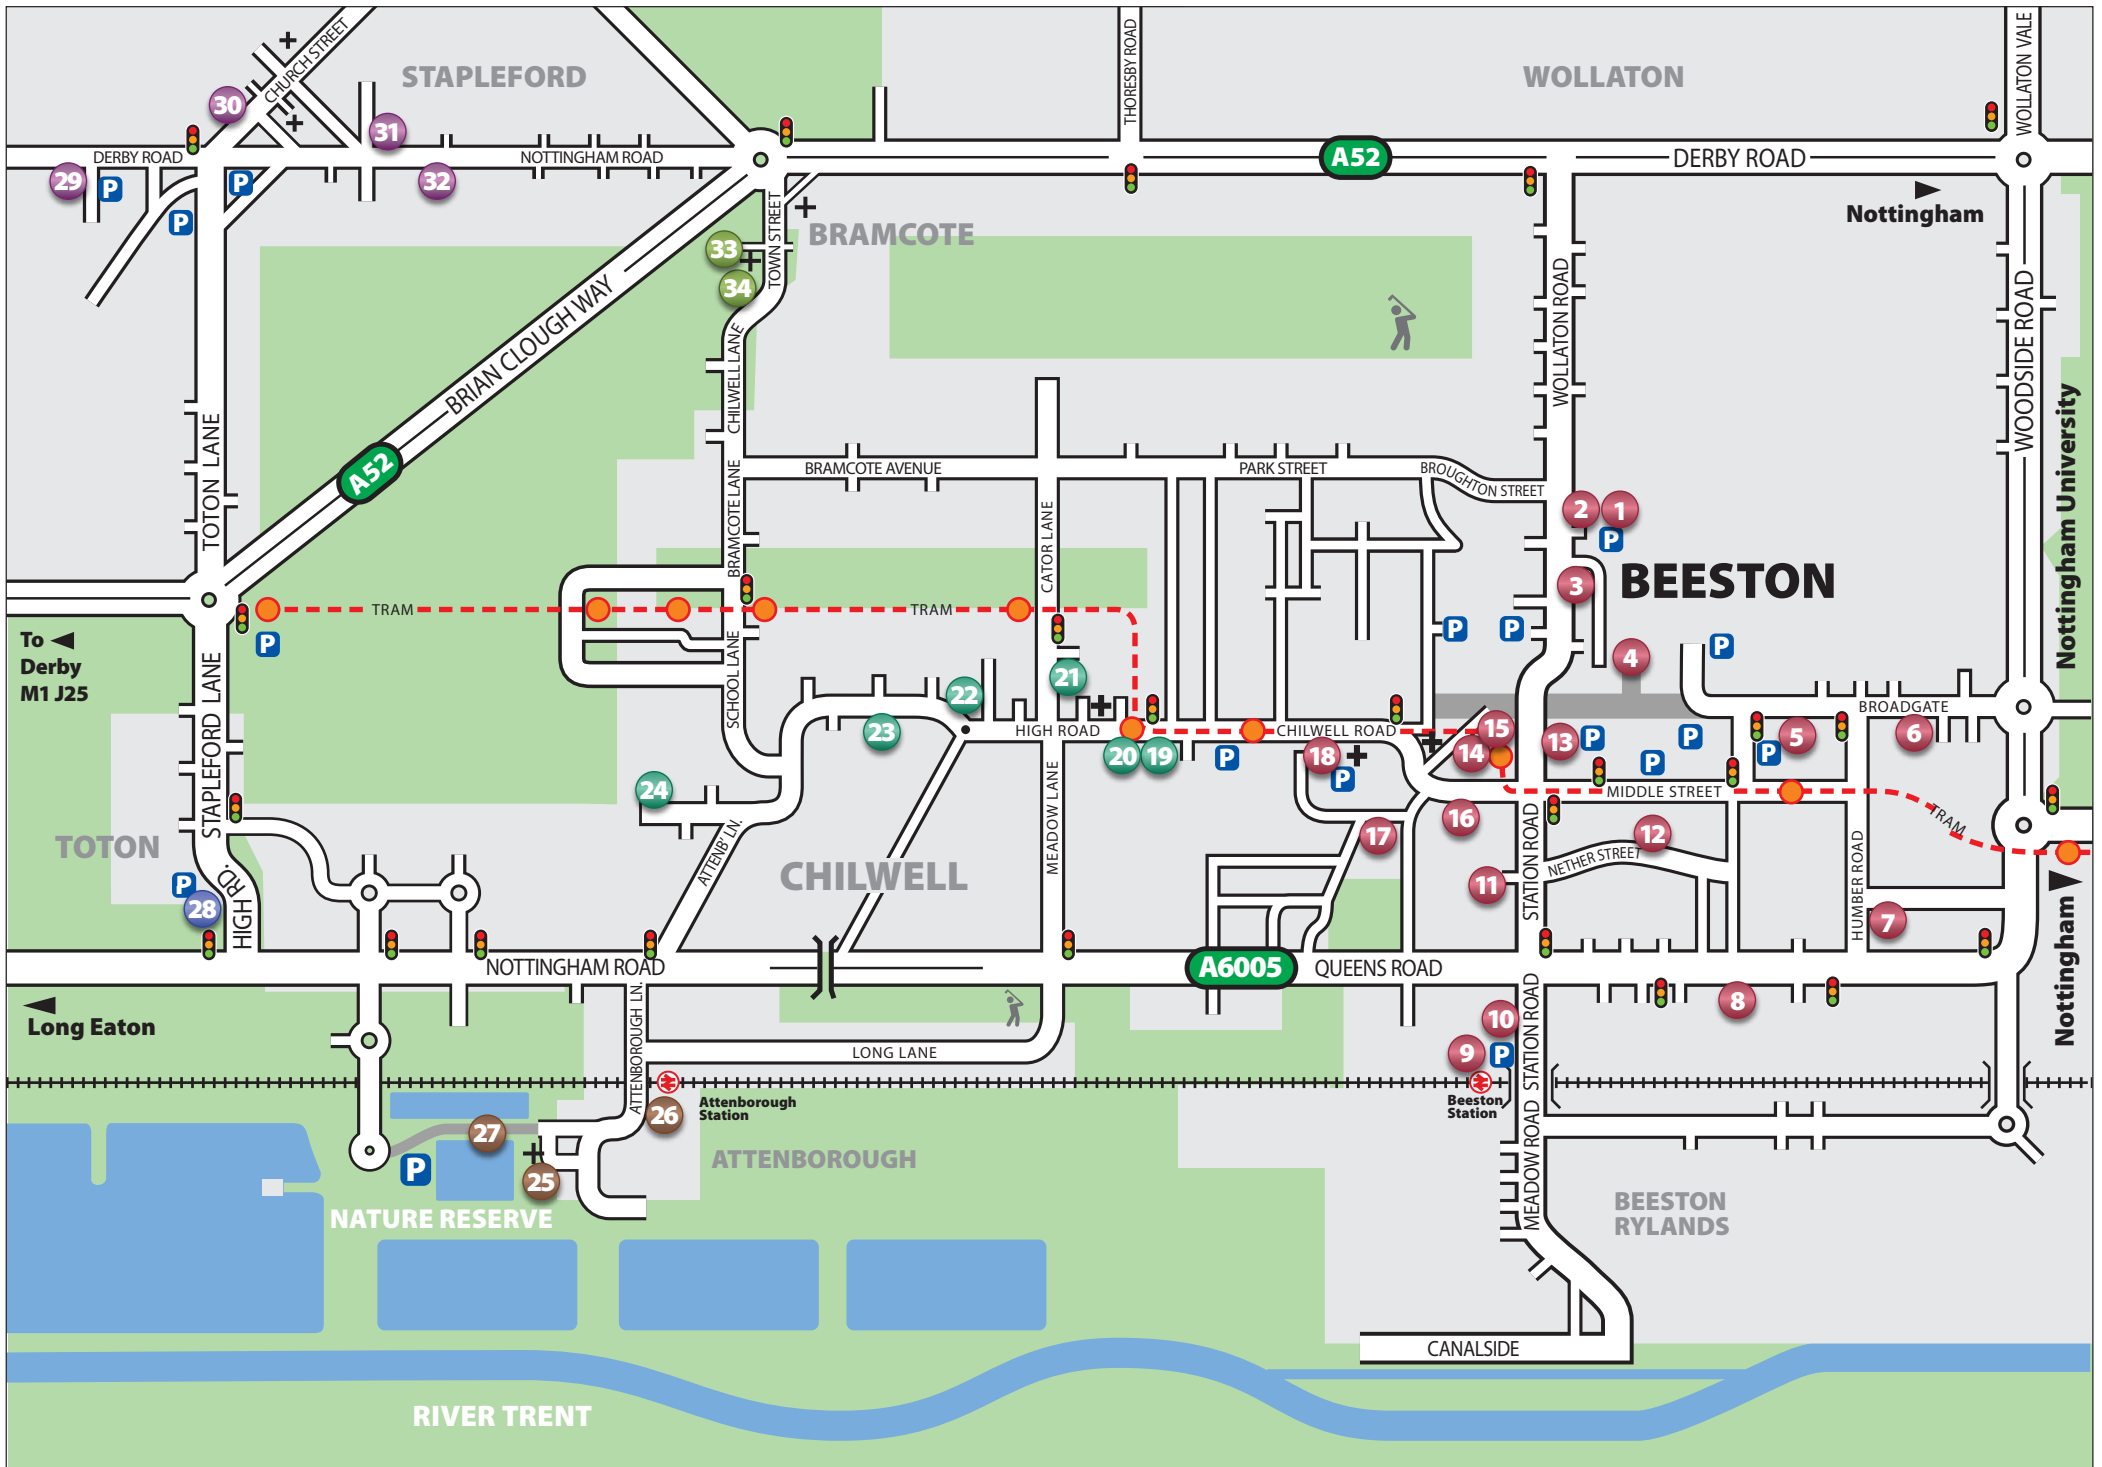 CHURCH STREET
STAPLEFORD
THORESBY ROAD
WOLLATON
WOLLATON VALE
30
31
DERBY ROAD
NOTTINGHAM ROAD
A52
DERBY ROAD
29
P
P
32
P
Nottingham
TOWN STREET
BRAMCOTE
33
34
BRIAN CLOUGH WAY
WOLLATON ROAD
WOODSIDE ROAD
CHILWELL LANE
TOTON LANE
A52
BRAMCOTE AVENUE
PARK STREET
BROUGHTON STREET
BRAMCOTE LANE
CATOR LANE
2
1
P
Nottingham University
3
BEESTON
TRAM
TRAM
To
Derby
M1 J25
P
P
P
P
4
STAPLEFORD LANE
SCHOOL LANE
21
22
23
HIGH ROAD
CHILWELL ROAD
BROADGATE
15
14
13
P
P
5
6
20
19
P
18
P
P
P
24
MIDDLE STREET
TRAM
TOTON
ATTENB' LN.
CHILWELL
MEADOW LANE
16
17
STATION ROAD
12
NETHER STREET
11
HUMBER ROAD
P
28
HIGH RD.
7
NOTTINGHAM ROAD
A6005
QUEENS ROAD
Nottingham
Long Eaton
ATTENBOROUGH LN.
LONG LANE
STATION ROAD
8
10
9
P
Attenborough
Station
Beeston
Station
26
27
P
25
ATTENBOROUGH
MEADOW ROAD
BEESTON
RYLANDS
NATURE RESERVE
CANALSIDE
RIVER TRENT